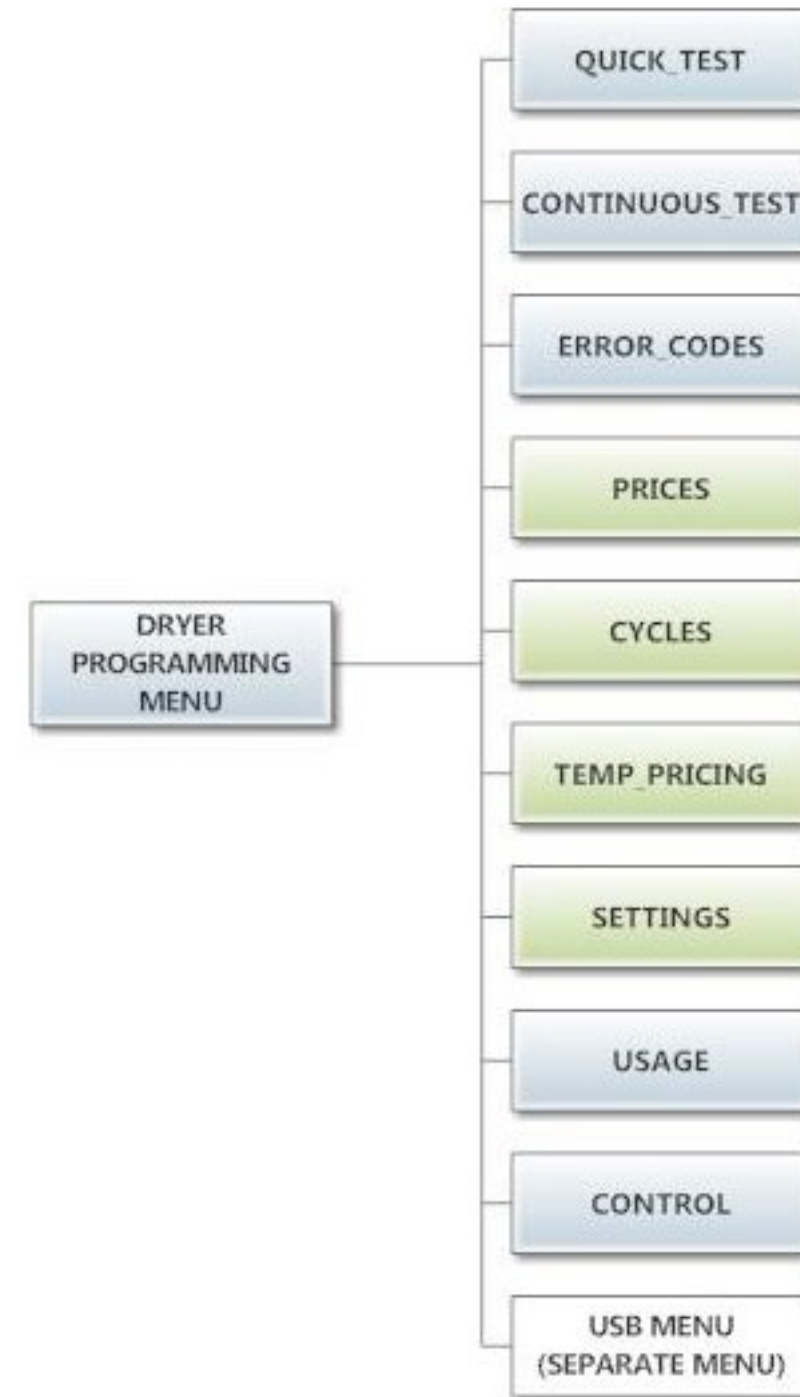 QUICK_TEST
CONTINUOUS_TEST
ERROR_CODES
PRICES
CYCLES
DRYER
PROGRAMMING
MENU
TEMP_PRICING
SETTINGS
USAGE
CONTROL
USB MENU
(SEPARATE MENU)